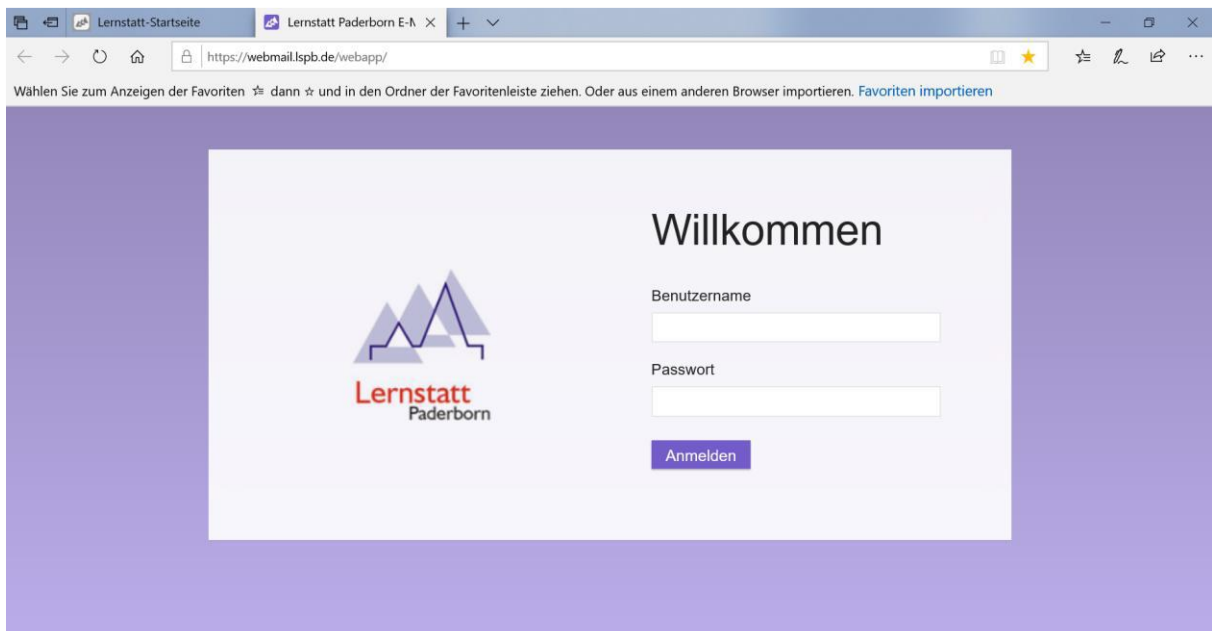 Lernstatt-Startseite
Lernstatt Paderborn E-M
https://webmail.lspb.de/webapp/
Wählen Sie zum Anzeigen der Favoriten dann und in den Ordner der Favoritenleiste ziehen. Oder aus einem anderen Browser importieren. Favoriten importieren
Willkommen
Benutzername
Passwort
Anmelden
Lernstatt
Paderborn